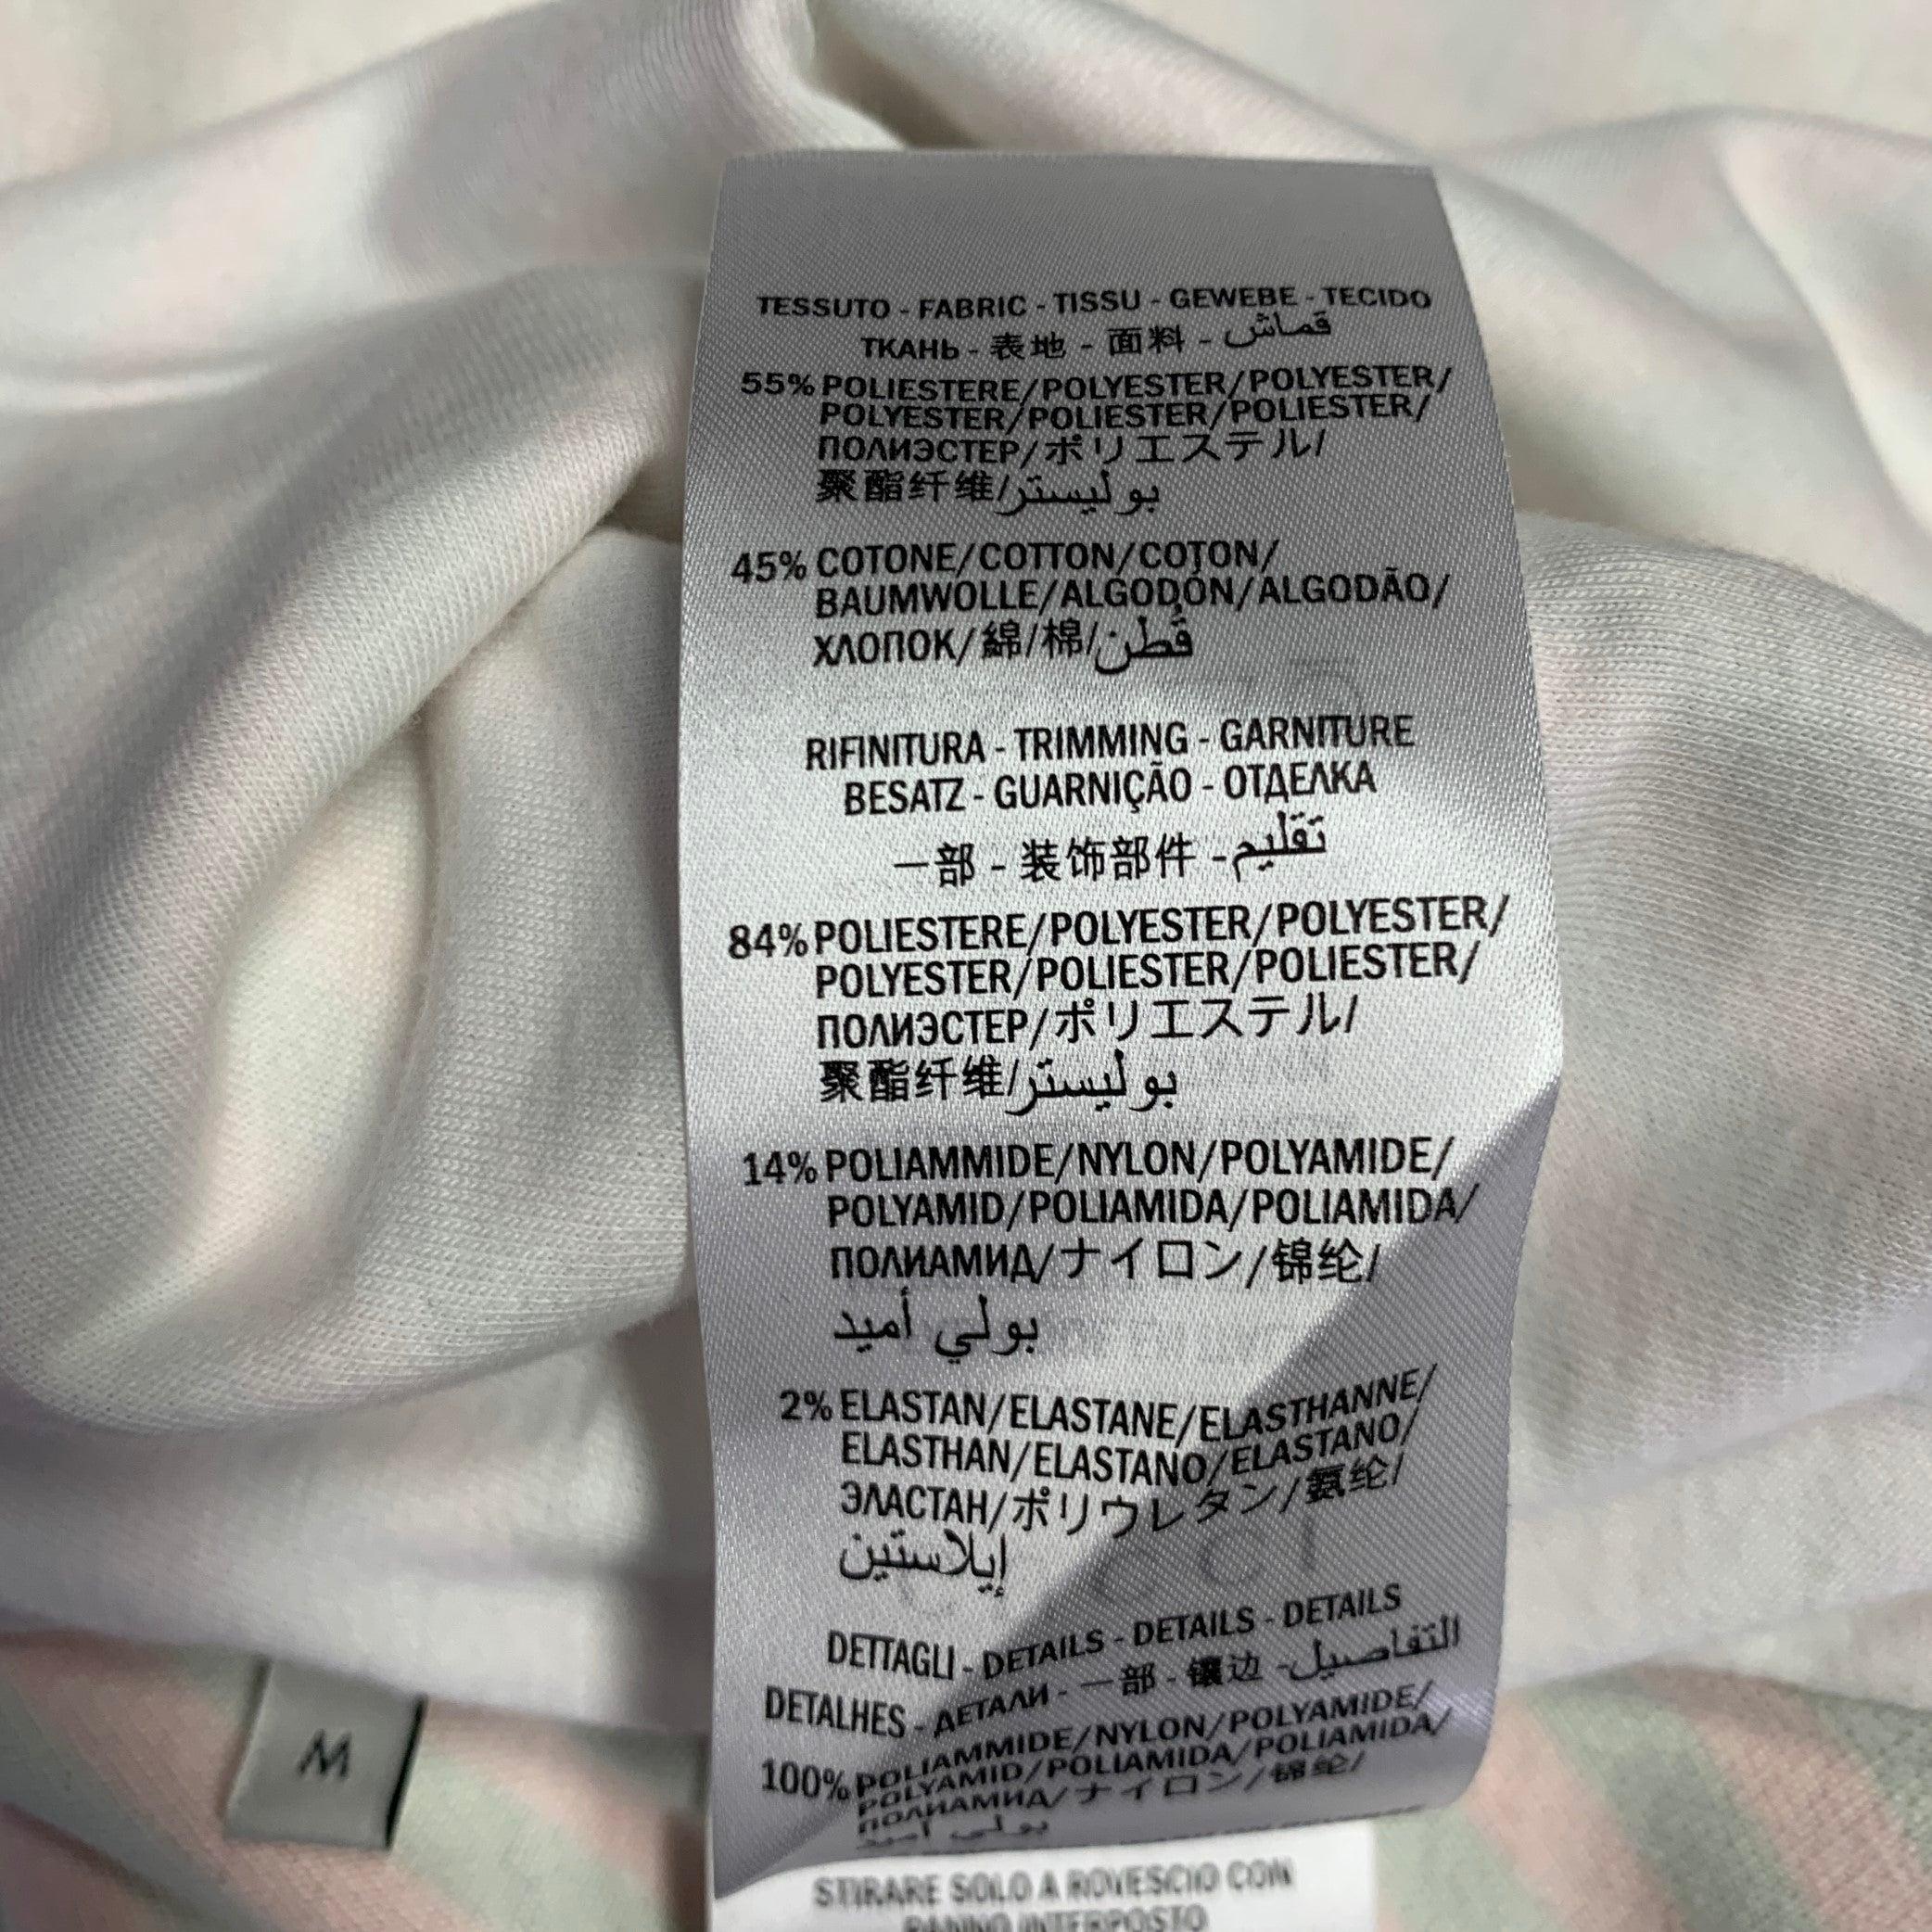 TESSUTO - FABRIC - TISSU - GEWEBE - TECIDO
ТКАНЬ - 表地 - 面料 - قماش
55% POLIESTERE/POLYESTER/POLYESTER/
POLYESTER/POLIESTER/POLIESTER/
ПОЛИЭСТЕР/ポリエステル/
聚酯纤维/بوليستر
45% COTONE/COTTON/COTON/
BAUMWOLLE/ALGODÓN/ALGODÃO/
ХЛОПОК/綿/棉/قُطن
RIFINITURA - TRIMMING - GARNITURE
BESATZ - GUARNIÇÃO - ОТДЕЛКА
一部 - 装饰部件 - تقليم
84% POLIESTERE/POLYESTER/POLYESTER/
POLYESTER/POLIESTER/POLIESTER/
ПОЛИЭСТЕР/ポリエステル/
聚酯纤维/بوليستر
14% POLIAMMIDE/NYLON/POLYAMIDE/
POLYAMID/POLIAMIDA/POLIAMIDA/
ПОЛИАМИД/ナイロン/锦纶/
بولي أميد
2% ELASTAN/ELASTANE/ELASTHANNE/
ELASTHAN/ELASTANO/ELASTANO/
ЭЛАСТАН/ポリウレタン/氨纶/
إيلاستين
DETTAGLI - DETAILS - DETAILS - DETAILS
DETALHES - ДЕТАЛИ - 一部 - 镶边 - التفاصيل
100% POLIAMMIDE/NYLON/POLYAMIDE/
POLYAMID/POLIAMIDA/POLIAMIDA/
ПОЛИАМИД/ナイロン/锦纶/
بولي أميد
STIRARE SOLO A ROVESCIO CON
PANNO INTERPOSTO
M